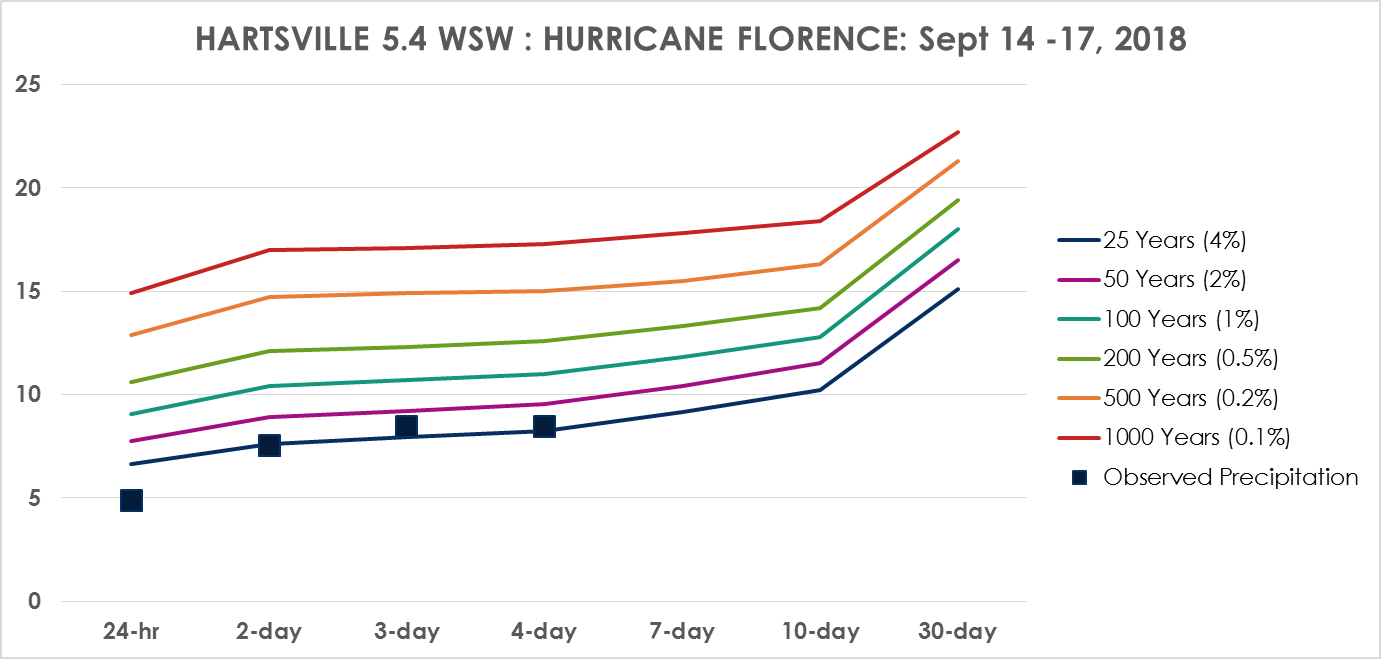 HARTSVILLE 5.4 WSW : HURRICANE FLORENCE: Sept 14 -17, 2018
25
20
15
10
5
0
24-hr 2-day 3-day 4-day 7-day 10-day 30-day
25 Years (4%)
50 Years (2%)
100 Years (1%)
200 Years (0.5%)
500 Years (0.2%)
1000 Years (0.1%)
Observed Precipitation